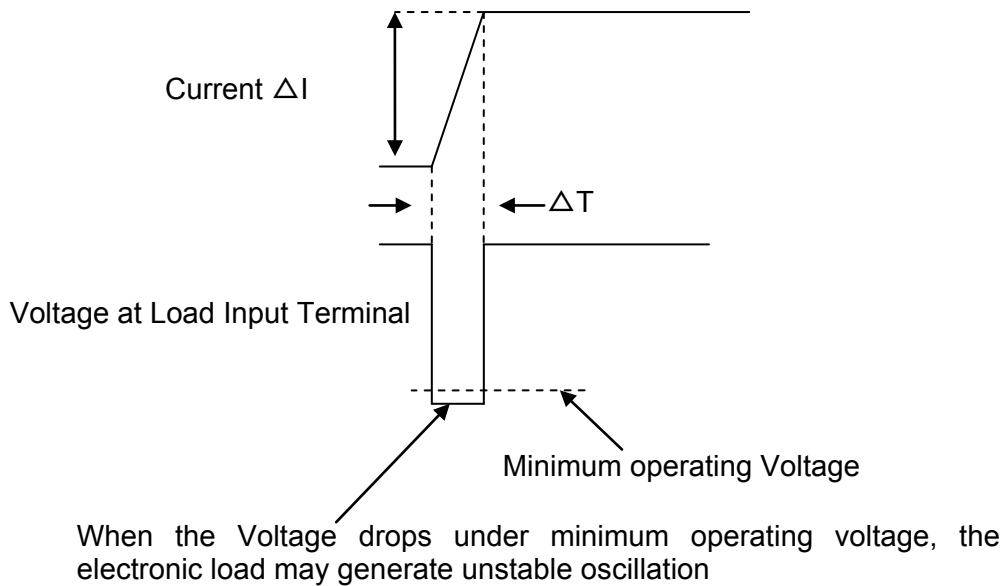 Current △I
△T
Voltage at Load Input Terminal
Minimum operating Voltage
When the Voltage drops under minimum operating voltage, the
electronic load may generate unstable oscillation